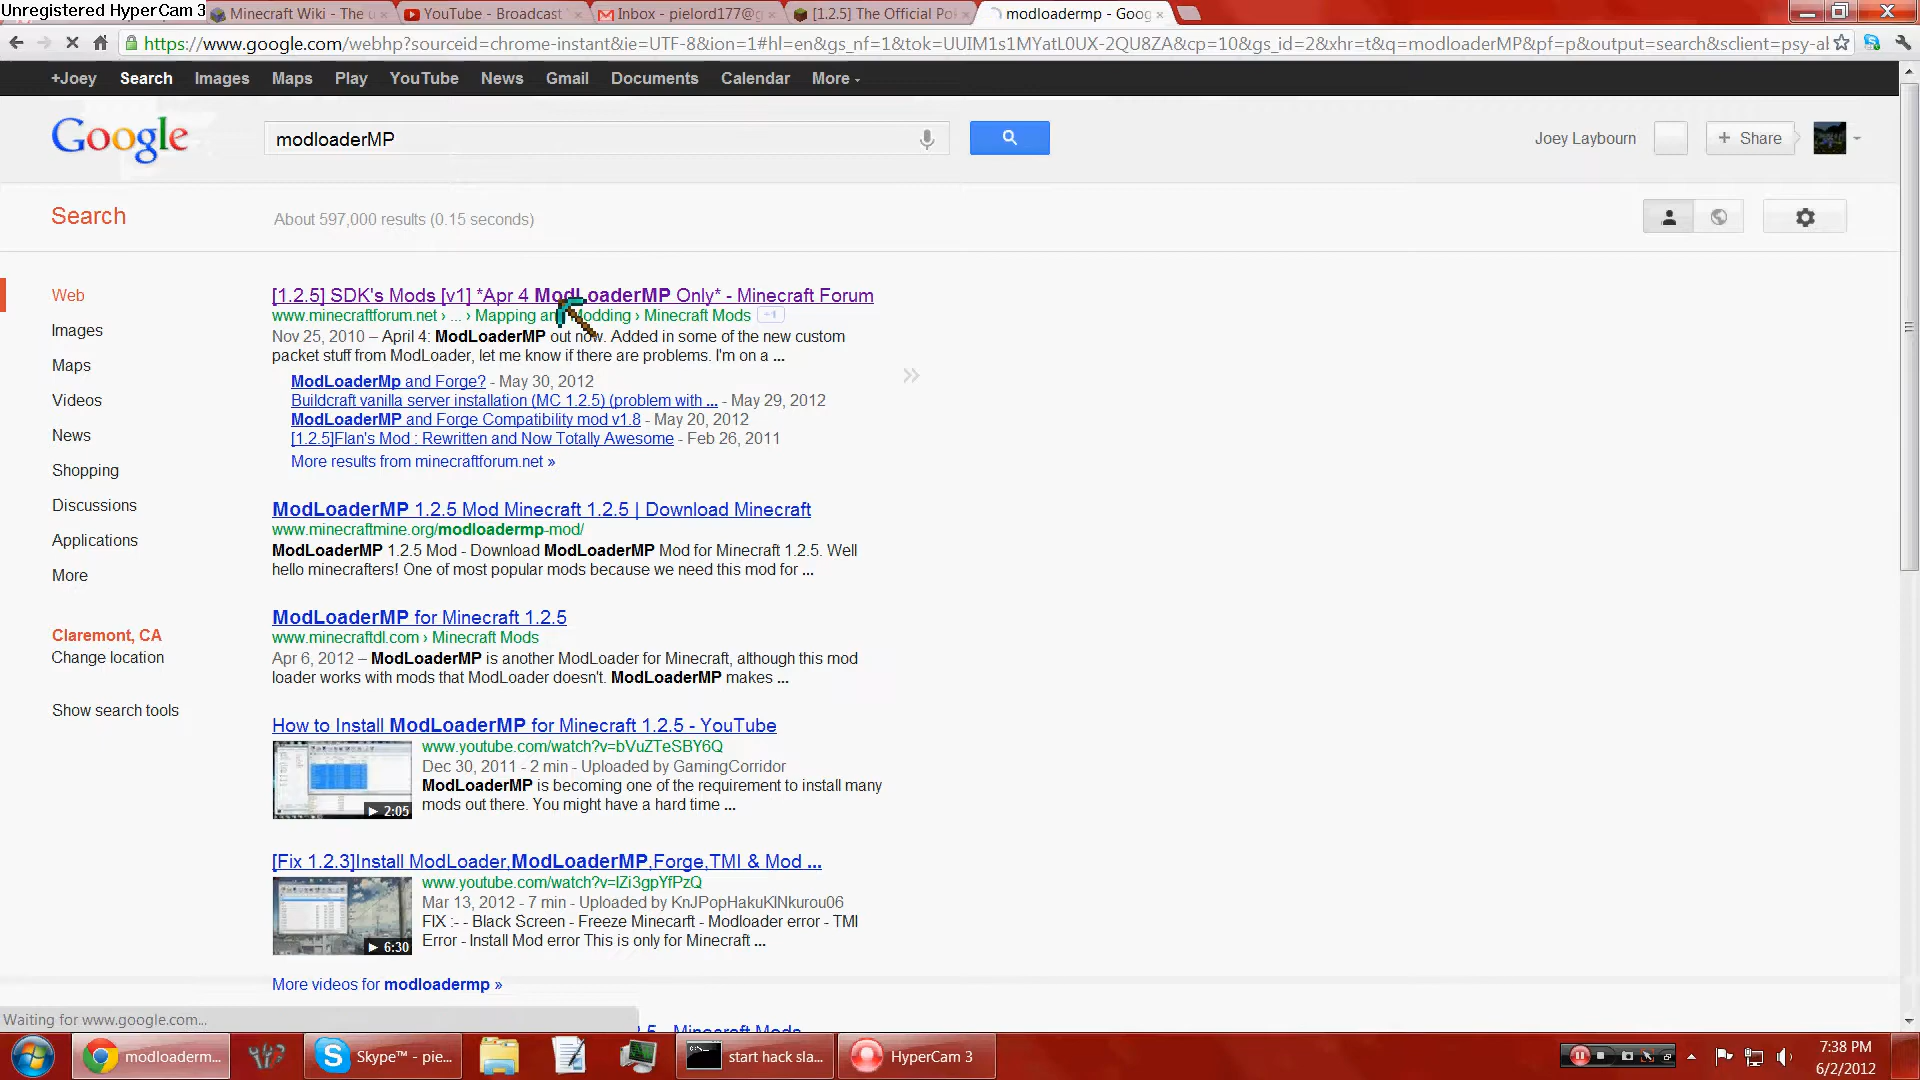 Unregistered HyperCam 3
Minecraft Wiki - The u
YouTube - Broadcast
Inbox - pielord177@g
[1.2.5] The Official Po
modloadermp - Goog
https://www.google.com/webhp?sourceid=chrome-instant&ie=UTF-8&ion=1#hl=en&gs_nf=1&tok=UUIM1s1MYatL0UX-2QU8ZA&cp=10&gs_id=2&xhr=t&q=modloaderMP&pf=p&output=search&sclient=psy-al
+Joey Search Images Maps Play YouTube News Gmail Documents Calendar More
Google
modloaderMP
Joey Laybourn
+ Share
Search
About 597,000 results (0.15 seconds)
Web
Images
Maps
Videos
News
Shopping
Discussions
Applications
More
Claremont, CA
Change location
Show search tools
[1.2.5] SDK's Mods [v1] *Apr 4 ModLoaderMP Only* - Minecraft Forum
www.minecraftforum.net › ... › Mapping and Modding › Minecraft Mods +1
Nov 25, 2010 – April 4: ModLoaderMP out now. Added in some of the new custom
packet stuff from ModLoader, let me know if there are problems. I'm on a ...
ModLoaderMp and Forge? - May 30, 2012
Buildcraft vanilla server installation (MC 1.2.5) (problem with ... - May 29, 2012
ModLoaderMP and Forge Compatibility mod v1.8 - May 20, 2012
[1.2.5]Flan's Mod : Rewritten and Now Totally Awesome - Feb 26, 2011
More results from minecraftforum.net »
ModLoaderMP 1.2.5 Mod Minecraft 1.2.5 | Download Minecraft
www.minecraftmine.org/modloadermp-mod/
ModLoaderMP 1.2.5 Mod - Download ModLoaderMP Mod for Minecraft 1.2.5. Well
hello minecrafters! One of most popular mods because we need this mod for ...
ModLoaderMP for Minecraft 1.2.5
www.minecraftdl.com › Minecraft Mods
Apr 6, 2012 – ModLoaderMP is another ModLoader for Minecraft, although this mod
loader works with mods that ModLoader doesn't. ModLoaderMP makes ...
How to Install ModLoaderMP for Minecraft 1.2.5 - YouTube
www.youtube.com/watch?v=bVuZTeSBY6Q
Dec 30, 2011 - 2 min - Uploaded by GamingCorridor
ModLoaderMP is becoming one of the requirement to install many
mods out there. You might have a hard time ...
2:05
[Fix 1.2.3]Install ModLoader,ModLoaderMP,Forge,TMI & Mod ...
www.youtube.com/watch?v=IZi3gpYfPzQ
Mar 13, 2012 - 7 min - Uploaded by KnJPopHakuKINkurou06
FIX :- - Black Screen - Freeze Minecarft - Modloader error - TMI
Error - Install Mod error This is only for Minecraft ...
6:30
More videos for modloadermp »
Waiting for www.google.com...
2.5 - Minecraft Mods
modloaderm...
Skype™ - pie...
start hack sla...
HyperCam 3
7:38 PM
6/2/2012